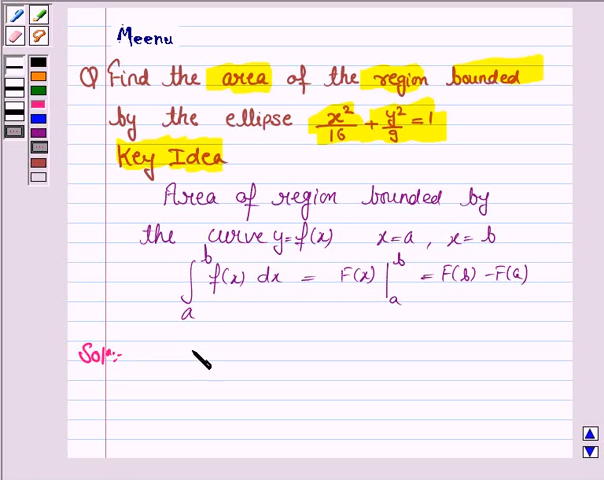 Meenu
Q Find the area of the region bounded
by the ellipse x²/16 + y²/9 = 1
Key Idea
Area of region bounded by
the curve y=f(x) x=a, x=b
∫ₐᵇ f(x) dx = F(x) |ₐᵇ = F(b) - F(a)
Soln:-